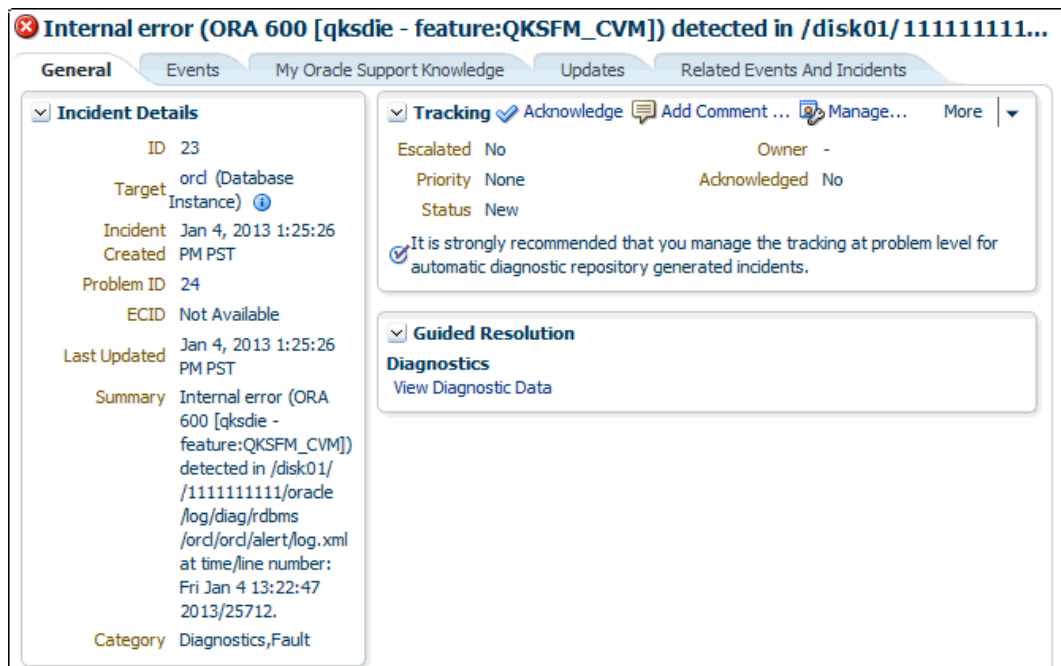 Internal error (ORA 600 [qksdie - feature:QKSFM_CVM]) detected in /disk01/111111111...
General Events My Oracle Support Knowledge Updates Related Events And Incidents
Incident Details
ID 23
Target orcl (Database
Instance)
Incident Created Jan 4, 2013 1:25:26
PM PST
Problem ID 24
ECID Not Available
Last Updated Jan 4, 2013 1:25:26
PM PST
Summary Internal error (ORA
600 [qksdie -
feature:QKSFM_CVM])
detected in /disk01/
/1111111111/oracle
/log/diag/rdbms
/orcl/orcl/alert/log.xml
at time/line number:
Fri Jan 4 13:22:47
2013/25712.
Category Diagnostics,Fault
Tracking Acknowledge Add Comment ... Manage... More
Escalated No Owner -
Priority None Acknowledged No
Status New
It is strongly recommended that you manage the tracking at problem level for
automatic diagnostic repository generated incidents.
Guided Resolution
Diagnostics
View Diagnostic Data